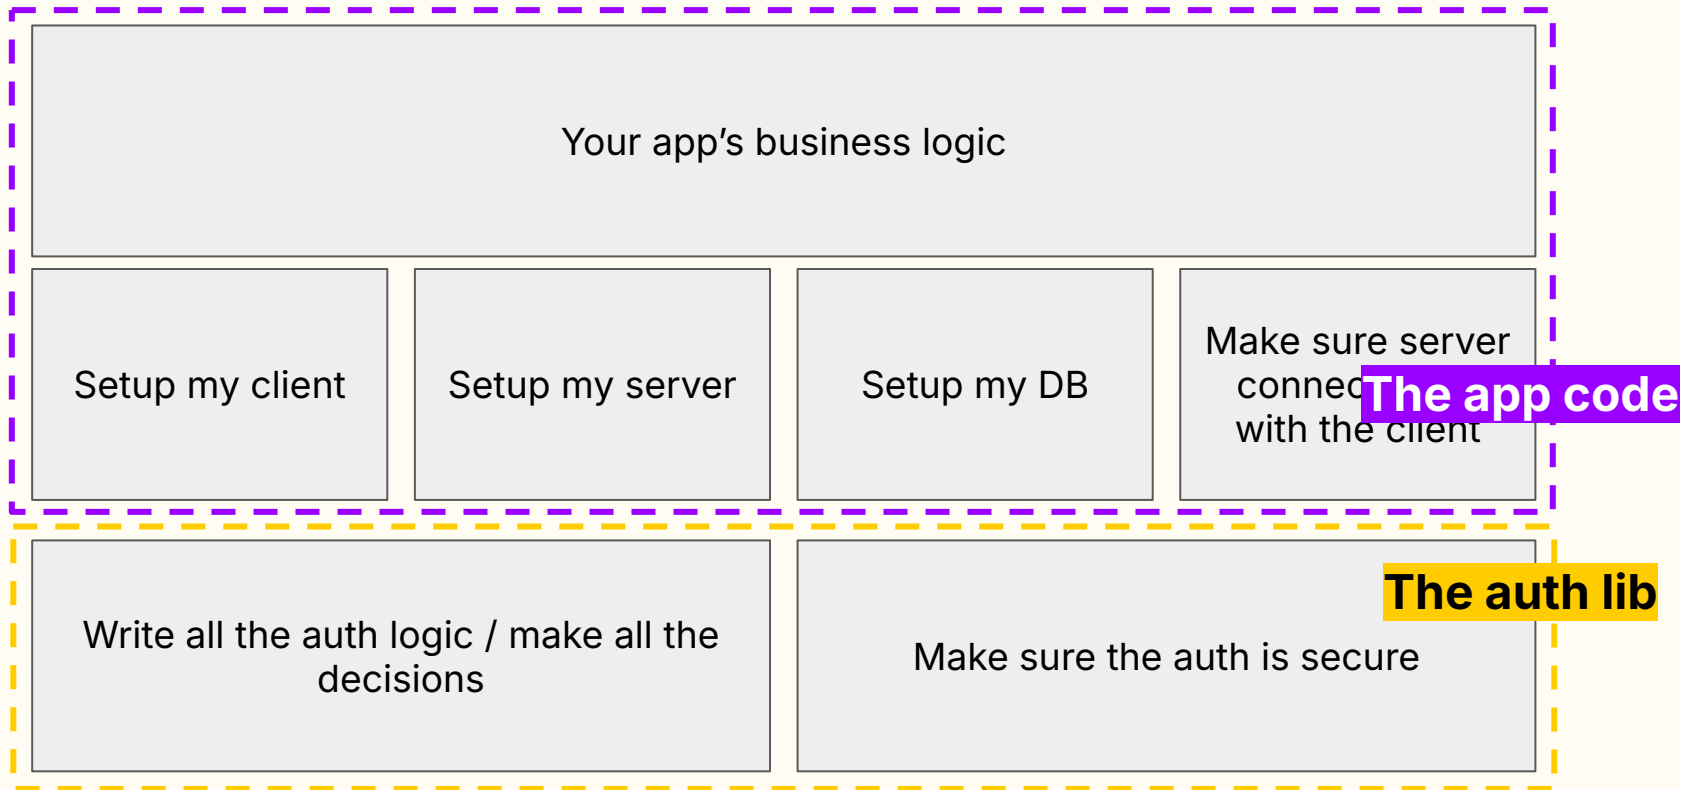 Your app’s business logic
Setup my client
Setup my server
Setup my DB
Make sure server
connec
with the client
The app code
Write all the auth logic / make all the
decisions
Make sure the auth is secure
The auth lib